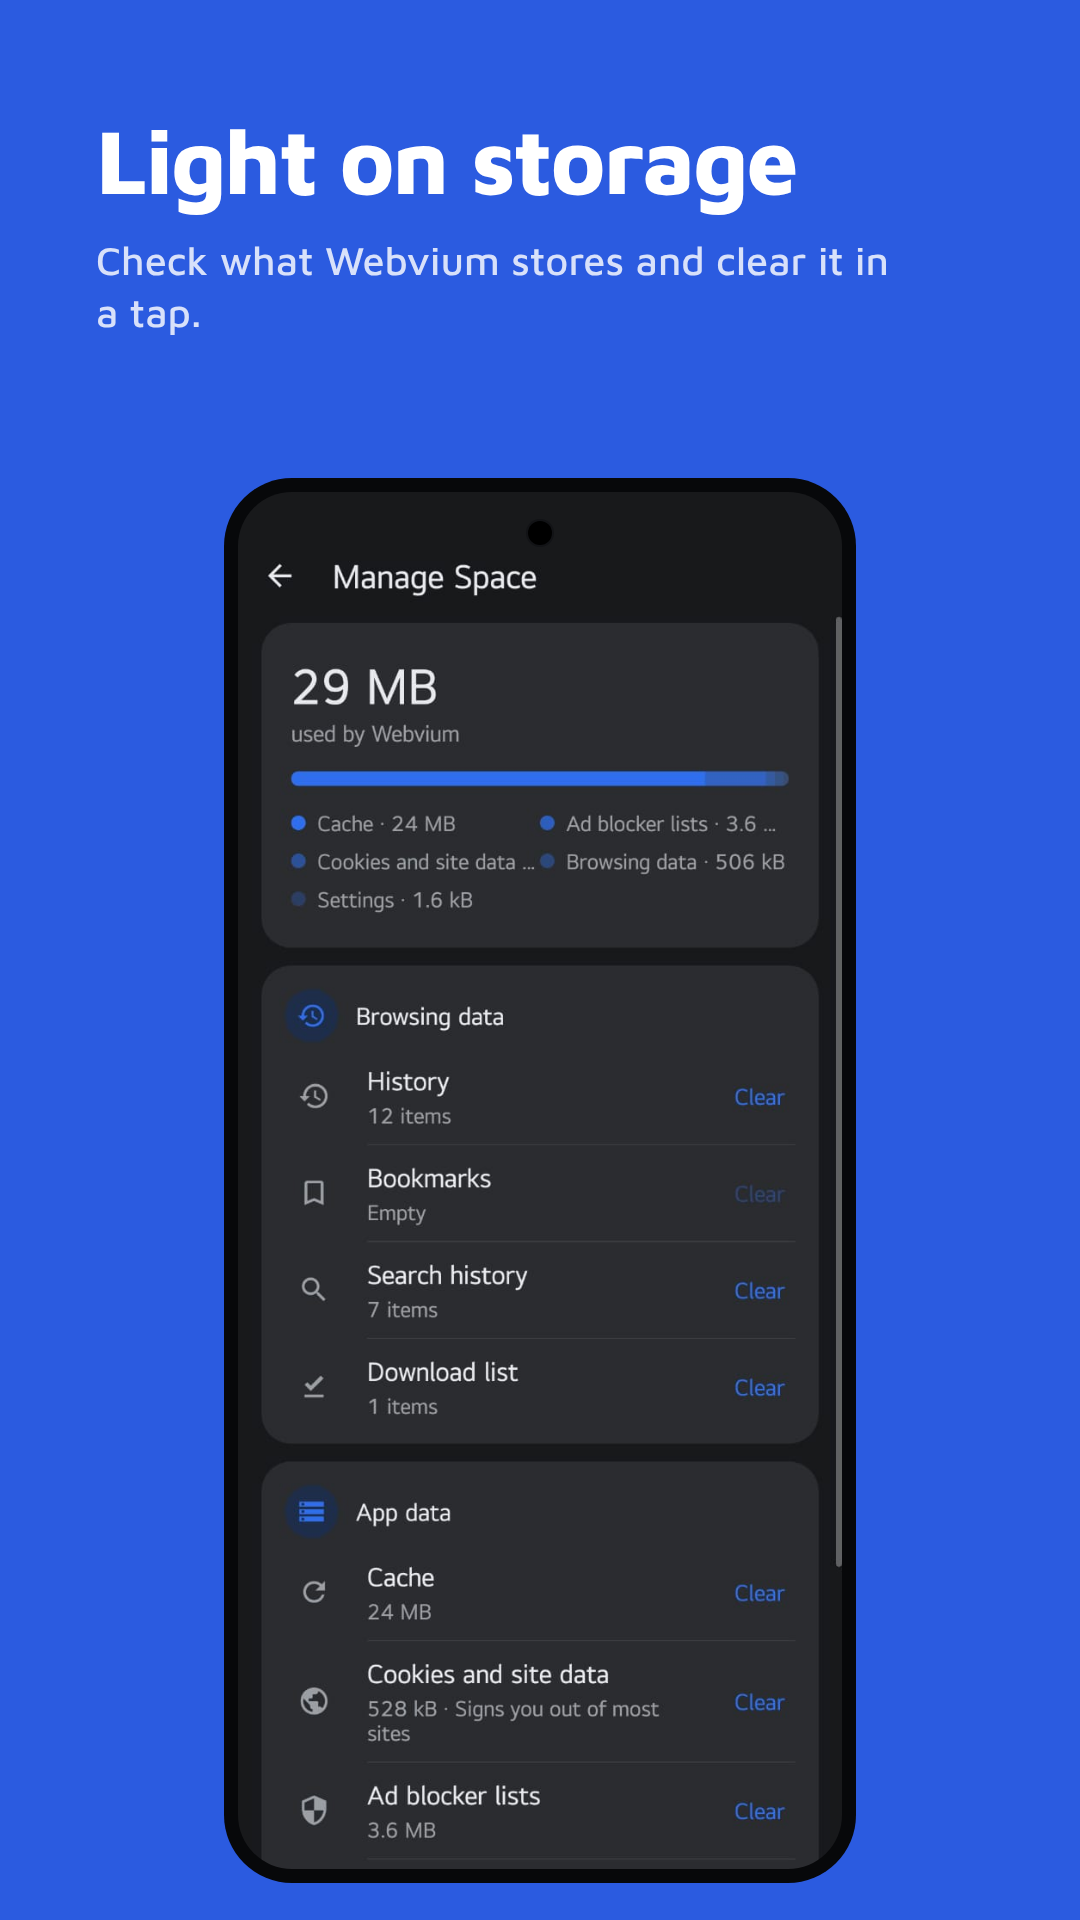 Light on storage
Check what Webvium stores and clear it in
a tap.
Manage Space
29 MB
used by Webvium
Cache · 24 MB
Ad blocker lists · 3.6 ...
Cookies and site data ...
Browsing data · 506 kB
Settings · 1.6 kB
Browsing data
History
12 items
Clear
Bookmarks
Empty
Clear
Search history
7 items
Clear
Download list
1 items
Clear
App data
Cache
24 MB
Clear
Cookies and site data
528 kB · Signs you out of most
sites
Clear
Ad blocker lists
3.6 MB
Clear